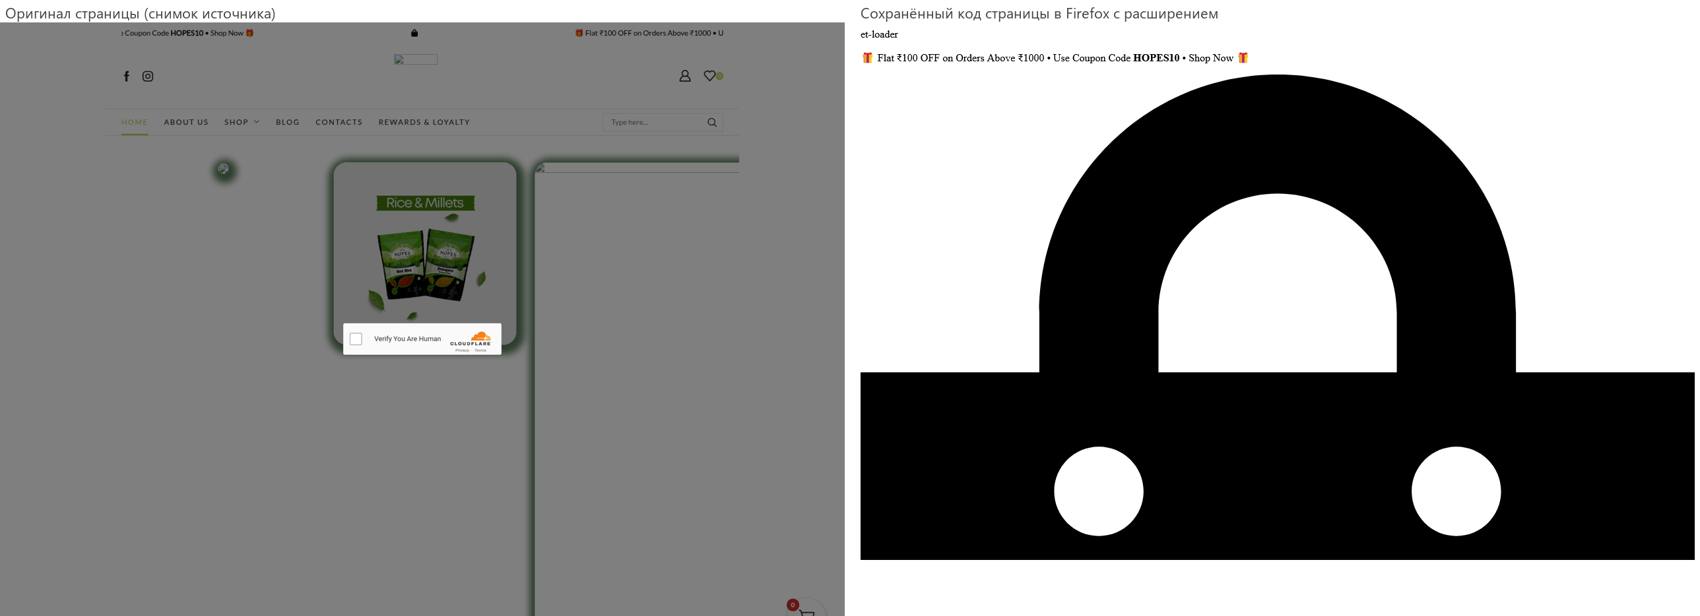 Оригинал страницы (снимок источника)
Coupon Code HOPES10 • Shop Now 🎁
🎁 Flat ₹100 OFF on Orders Above ₹1000 • U
HOME
ABOUT US
SHOP
BLOG
CONTACTS
REWARDS & LOYALTY
Type here...
Rice & Millets
HOPES
HOPES
Verify You Are Human
CLOUDFLARE
Privacy
Terms
0
Сохранённый код страницы в Firefox с расширением
et-loader
🎁 Flat ₹100 OFF on Orders Above ₹1000 • Use Coupon Code HOPES10 • Shop Now 🎁